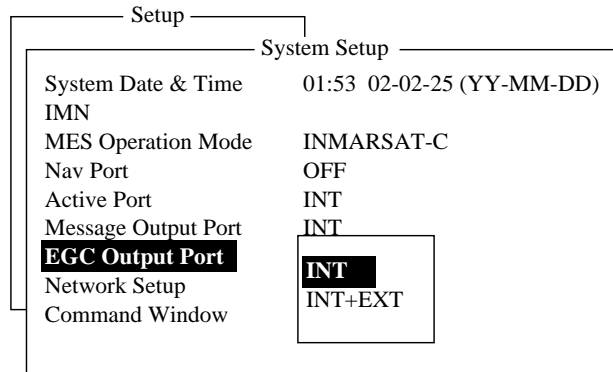 Setup
System Setup
System Date & Time 01:53 02-02-25 (YY-MM-DD)
IMN
MES Operation Mode INMARSAT-C
Nav Port OFF
Active Port INT
Message Output Port INT
EGC Output Port INT
Network Setup INT+EXT
Command Window